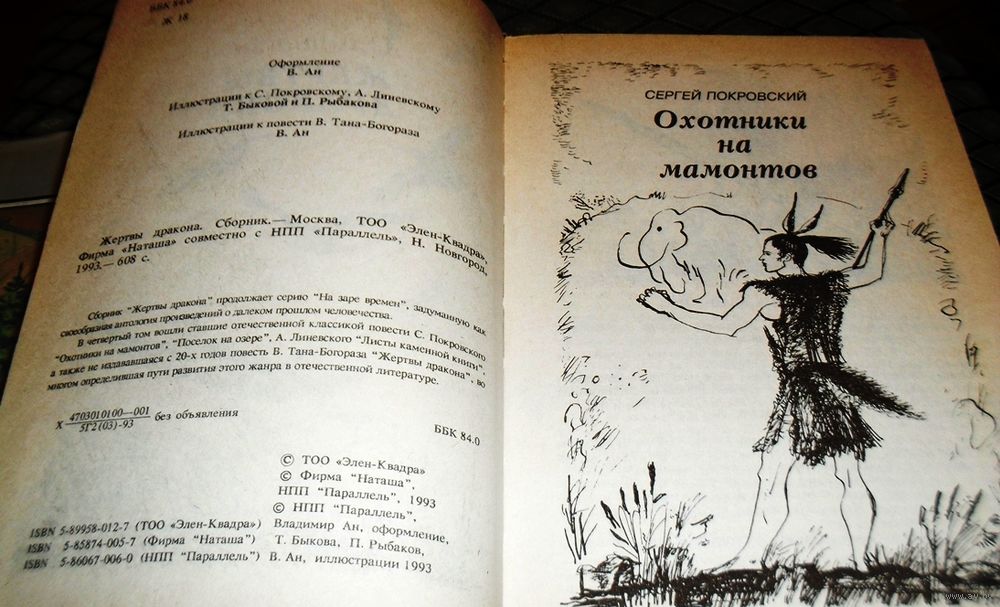 ББК 84.0
Ж 18
Оформление
В. Ан
Иллюстрации к С. Покровскому, А. Линевскому
Т. Быковой и П. Рыбакова
Иллюстрации к повести В. Тана-Богораза
В. Ан
Жертвы дракона. Сборник.— Москва, ТОО «Элен-Квадра»,
Фирма «Наташа» совместно с НПП «Параллель», Н. Новгород,
1993.— 608 с.
Сборник "Жертвы дракона" продолжает серию "На заре времен", задуманную как
своеобразная антология произведений о далеком прошлом человечества.
В четвертый том вошли ставшие отечественной классикой повести С. Покровского
"Охотники на мамонтов", "Поселок на озере", А. Линевского "Листы каменной книги",
а также не издававшаяся с 20-х годов повесть В. Тана-Богораза "Жертвы дракона", во
многом определившая пути развития этого жанра в отечественной литературе.
Х 4703010100—001 без объявления
5Г2(03)-93
ББК 84.0
© ТОО «Элен-Квадра»
© Фирма "Наташа",
НПП "Параллель", 1993
© НПП "Параллель",
ISBN 5-89958-012-7 (ТОО «Элен-Квадра») Владимир Ан, оформление,
ISBN 5-85874-005-7 (Фирма "Наташа") Т. Быкова, П. Рыбаков,
ISBN 5-86067-006-0 (НПП "Параллель") В. Ан, иллюстрации 1993
СЕРГЕЙ ПОКРОВСКИЙ
Охотники
на
мамонтов